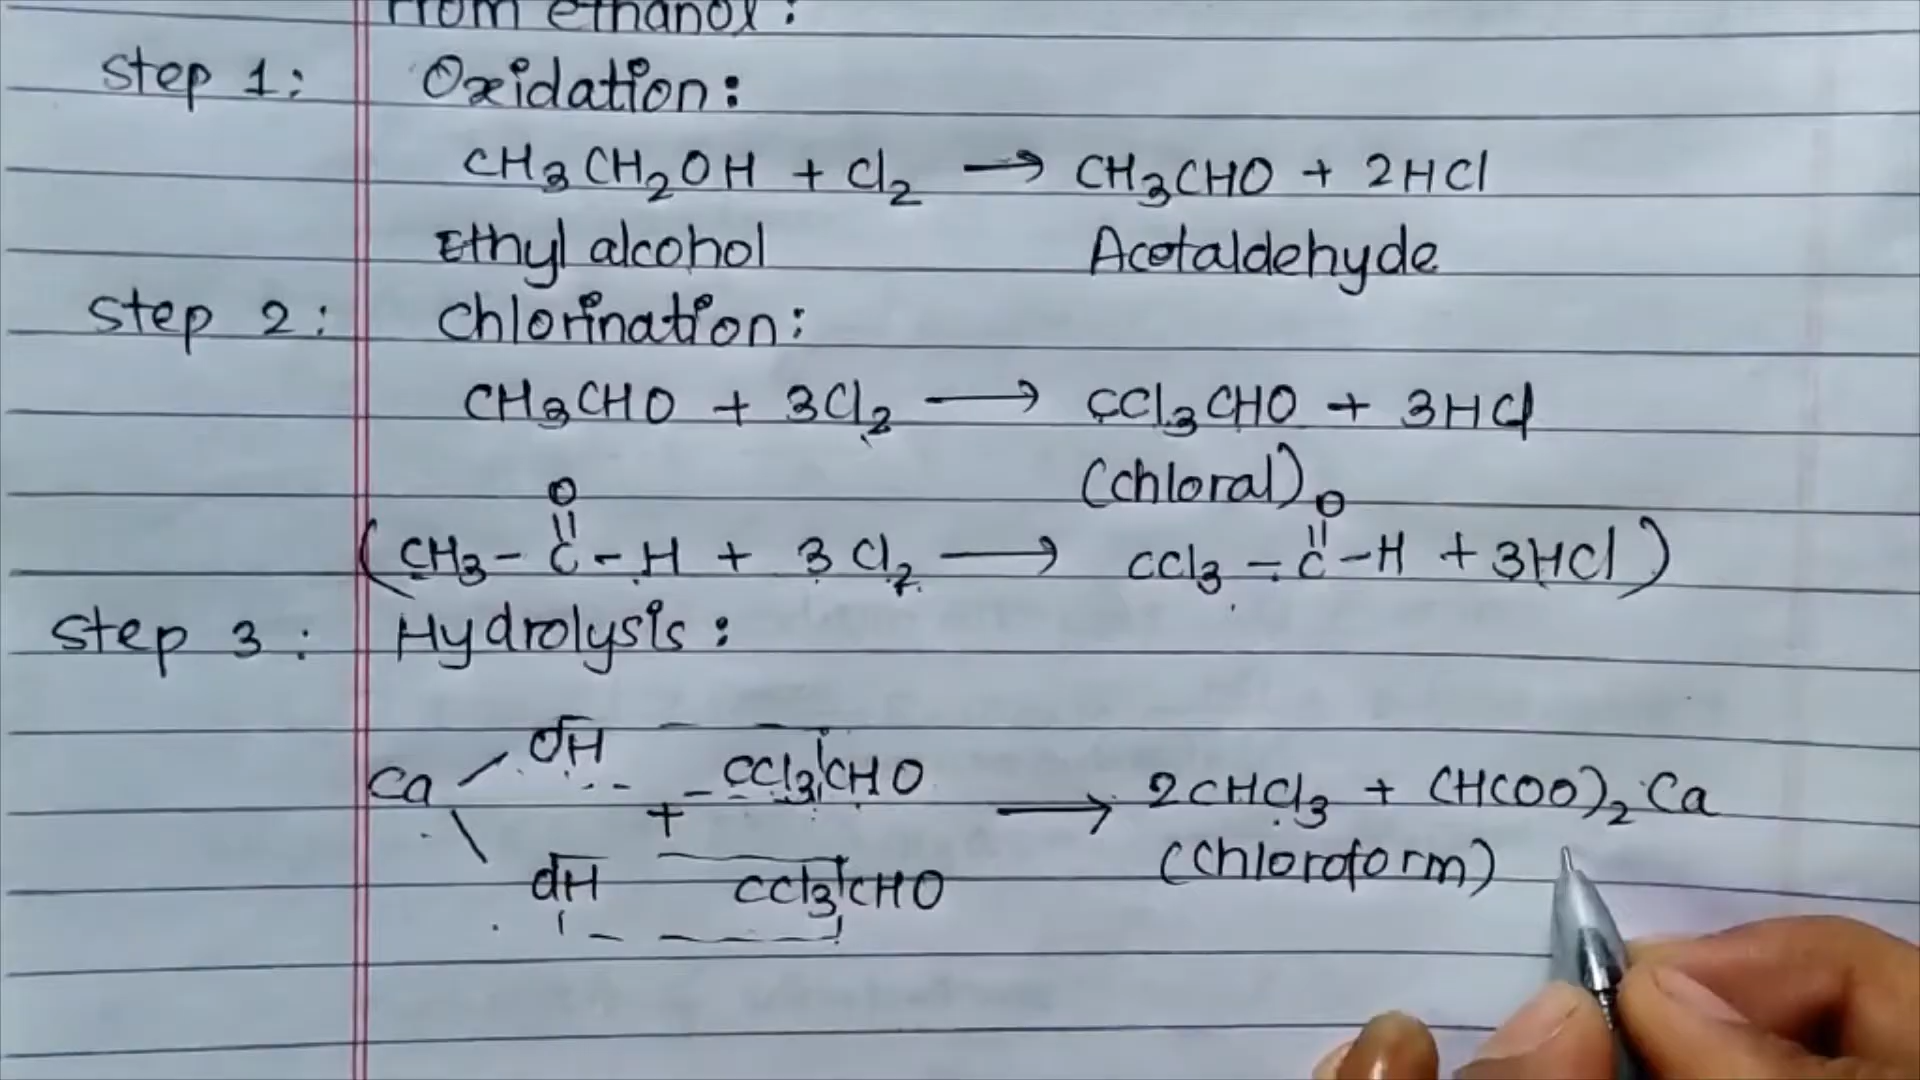 From ethanol:
Step 1: Oxidation:
CH₃CH₂OH + Cl₂ → CH₃CHO + 2HCl
Ethyl alcohol Acetaldehyde
Step 2: Chlorination:
CH₃CHO + 3Cl₂ → CCl₃CHO + 3HCl
(chloral)
O O
|| ||
(CH₃-C-H + 3Cl₂ → CCl₃-C-H + 3HCl)
Step 3: Hydrolysis:
OH CCl₃CHO
Ca + → 2CHCl₃ + (HCOO)₂Ca
OH CCl₃CHO (Chloroform)